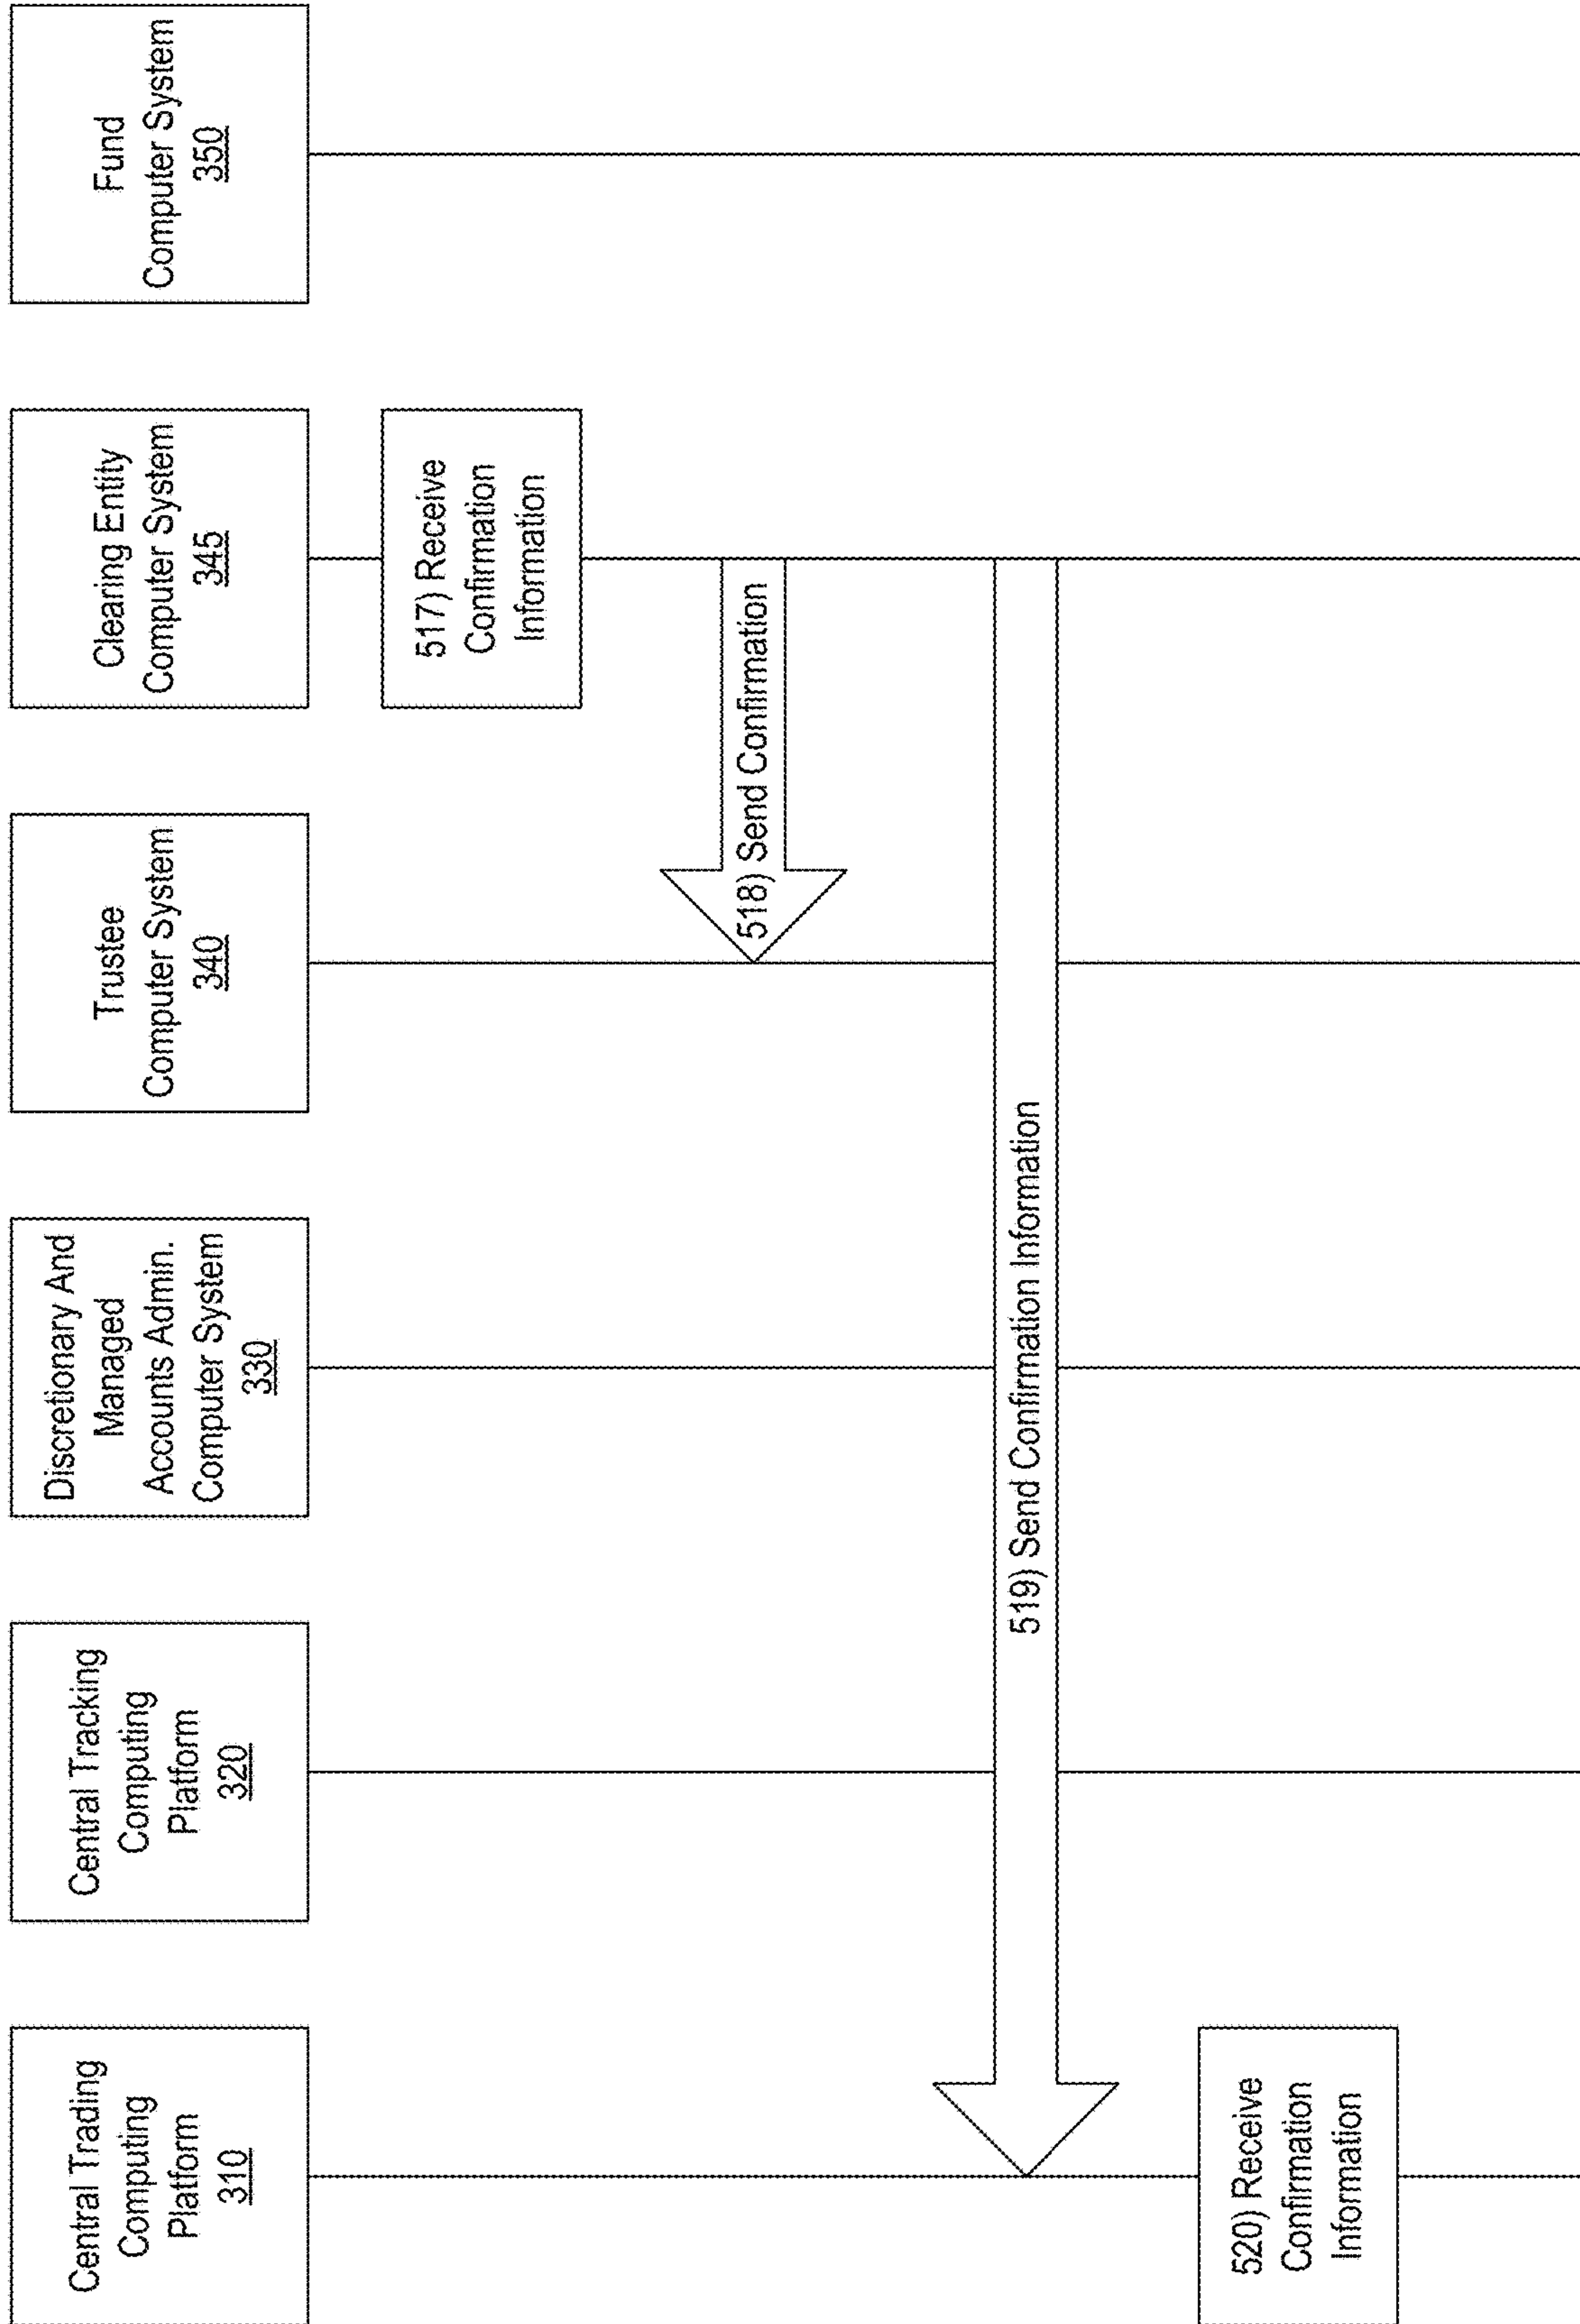 Central Trading
Computing
Platform
310
Central Tracking
Computing
Platform
320
Discretionary And
Managed
Accounts Admin.
Computer System
330
Trustee
Computer System
340
Clearing Entity
Computer System
345
Fund
Computer System
350
517) Receive
Confirmation
Information
518) Send Confirmation
519) Send Confirmation Information
520) Receive
Confirmation
Information